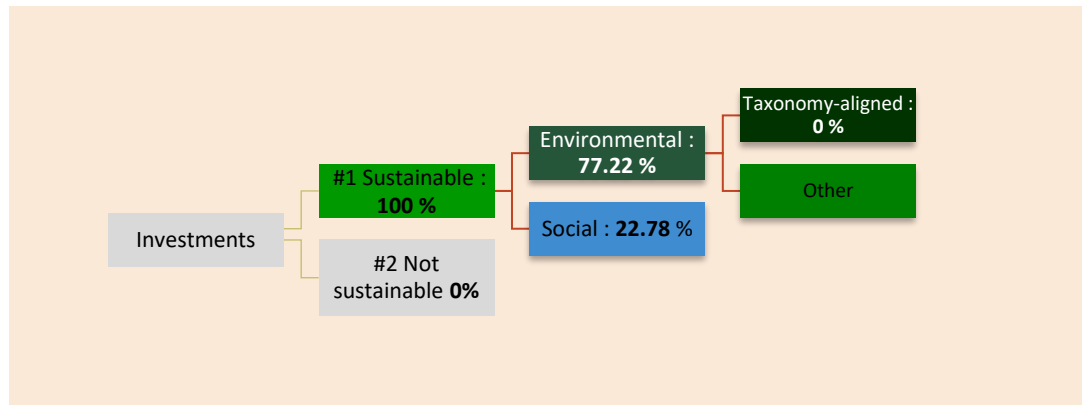 Investments
#1 Sustainable :
100 %
#2 Not
sustainable 0%
Environmental :
77.22 %
Social : 22.78 %
Taxonomy-aligned :
0 %
Other